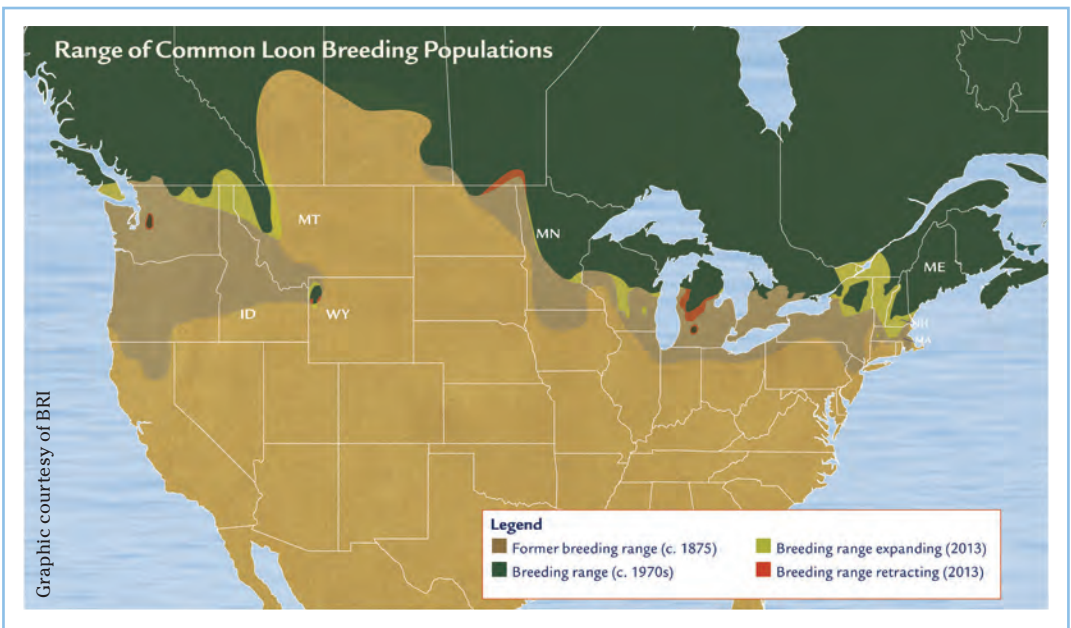 Range of Common Loon Breeding Populations
MT
MN
ME
ID
WY
NH
MA
Graphic courtesy of BRI
Legend
Former breeding range (c. 1875)
Breeding range (c. 1970s)
Breeding range expanding (2013)
Breeding range retracting (2013)